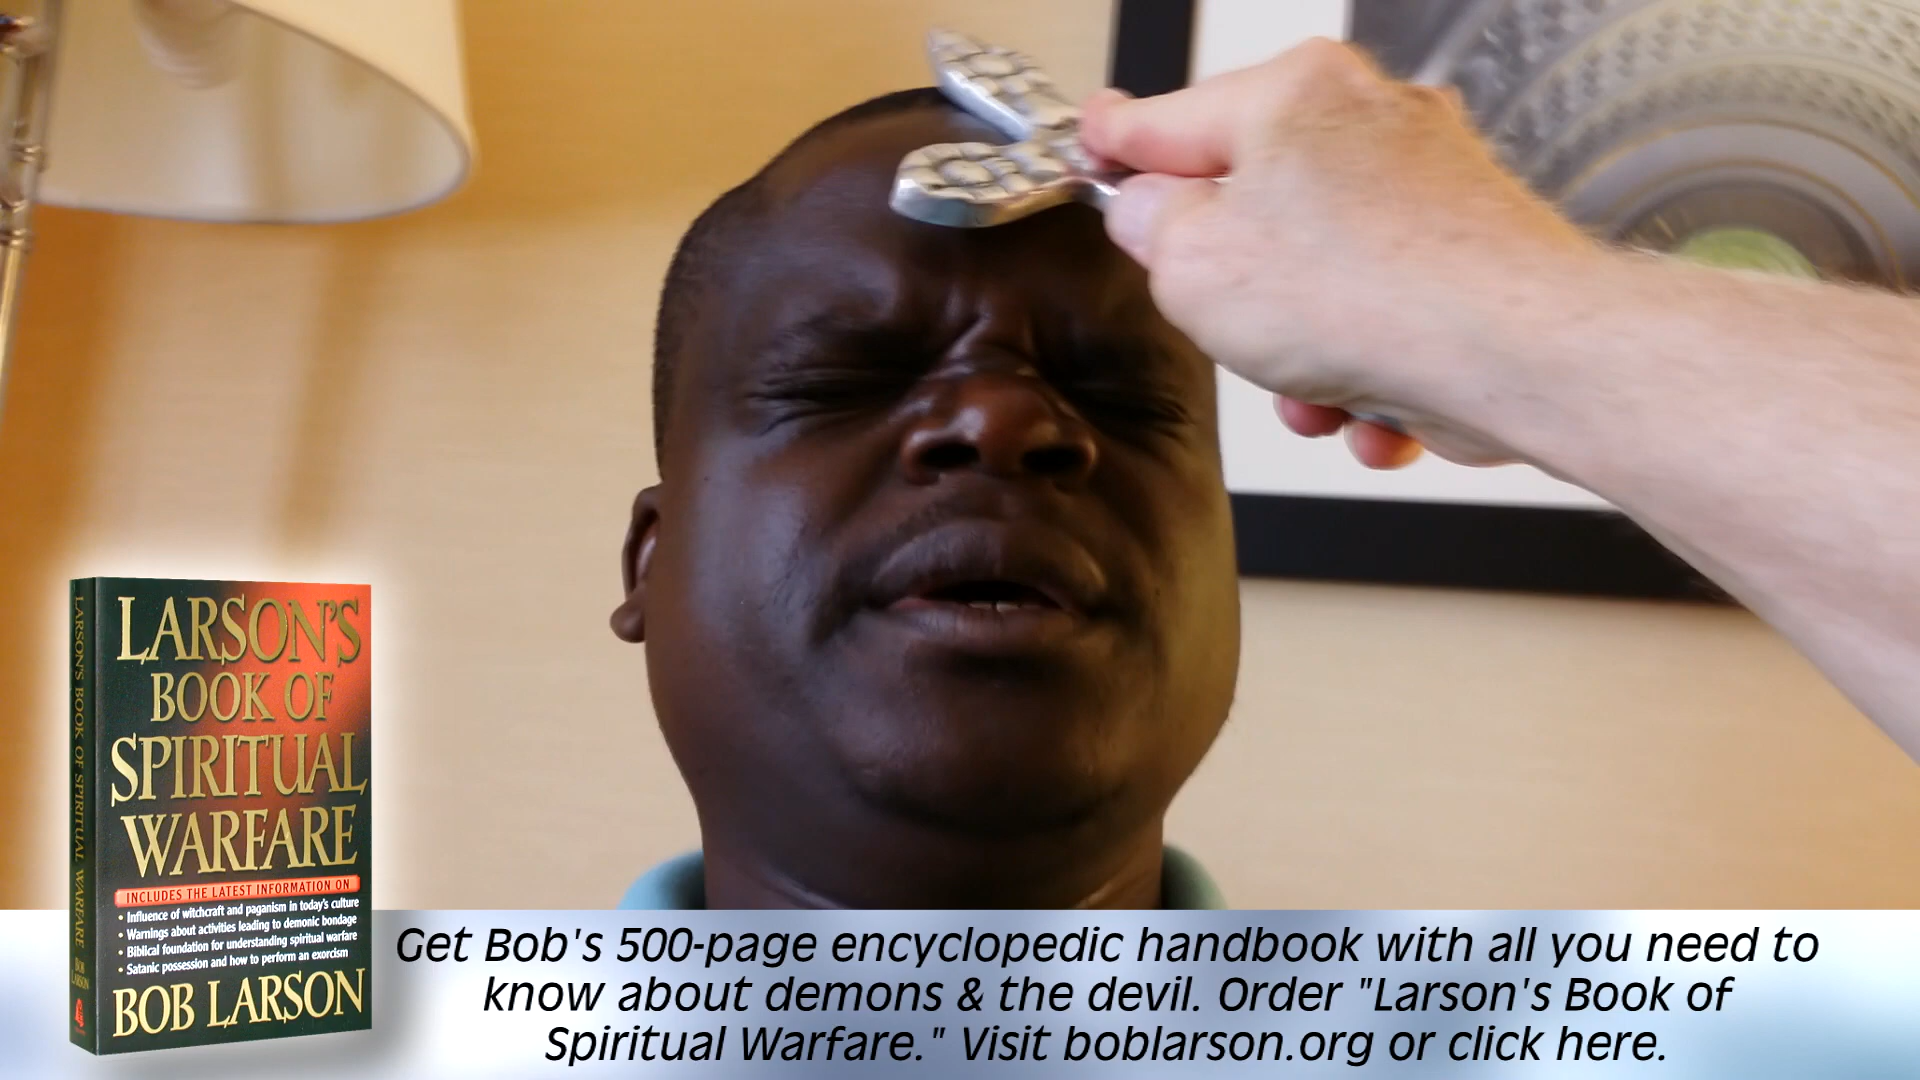 LARSON'S
BOOK OF
SPIRITUAL
WARFARE
INCLUDES THE LATEST INFORMATION ON
• Influence of witchcraft and paganism in today's culture
• Warnings about activities leading to demonic bondage
• Biblical foundation for understanding spiritual warfare
• Satanic possession and how to perform an exorcism
BOB LARSON
LARSON'S BOOK OF SPIRITUAL WARFARE
BOB LARSON
Get Bob's 500-page encyclopedic handbook with all you need to
know about demons & the devil. Order "Larson's Book of
Spiritual Warfare." Visit boblarson.org or click here.